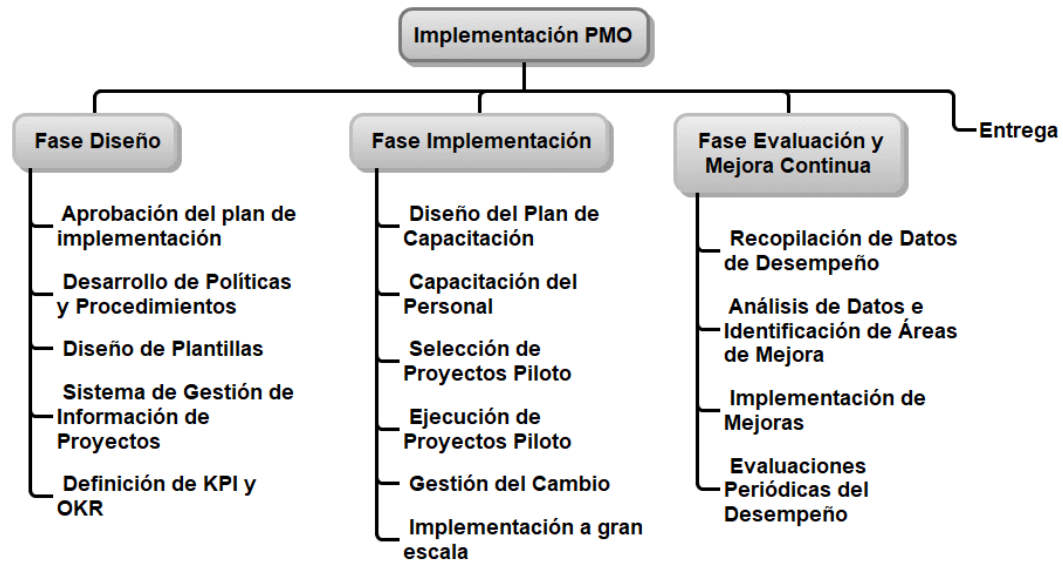 Implementación PMO
Fase Diseño
Aprobación del plan de
implementación
Desarrollo de Políticas
y Procedimientos
Diseño de Plantillas
Sistema de Gestión de
Información de
Proyectos
Definición de KPI y
OKR
Fase Implementación
Diseño del Plan de
Capacitación
Capacitación del
Personal
Selección de
Proyectos Piloto
Ejecución de
Proyectos Piloto
Gestión del Cambio
Implementación a gran
escala
Fase Evaluación y
Mejora Continua
Recopilación de Datos
de Desempeño
Análisis de Datos e
Identificación de Áreas
de Mejora
Implementación de
Mejoras
Evaluaciones
Periódicas del
Desempeño
Entrega